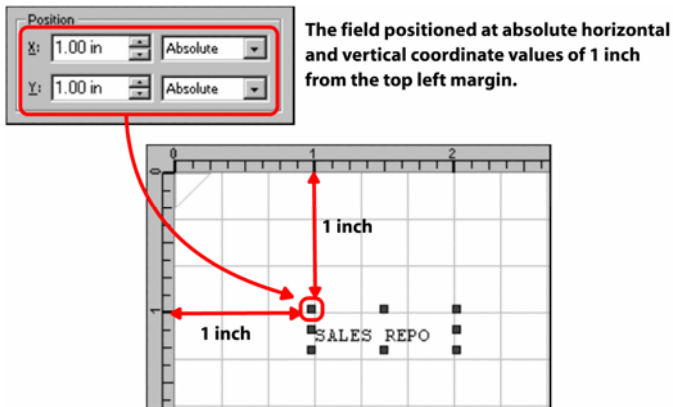 Position
X: 1.00 in Absolute
Y: 1.00 in Absolute
The field positioned at absolute horizontal
and vertical coordinate values of 1 inch
from the top left margin.
0 1 2
0
1 inch
1
1 inch
SALES REPO